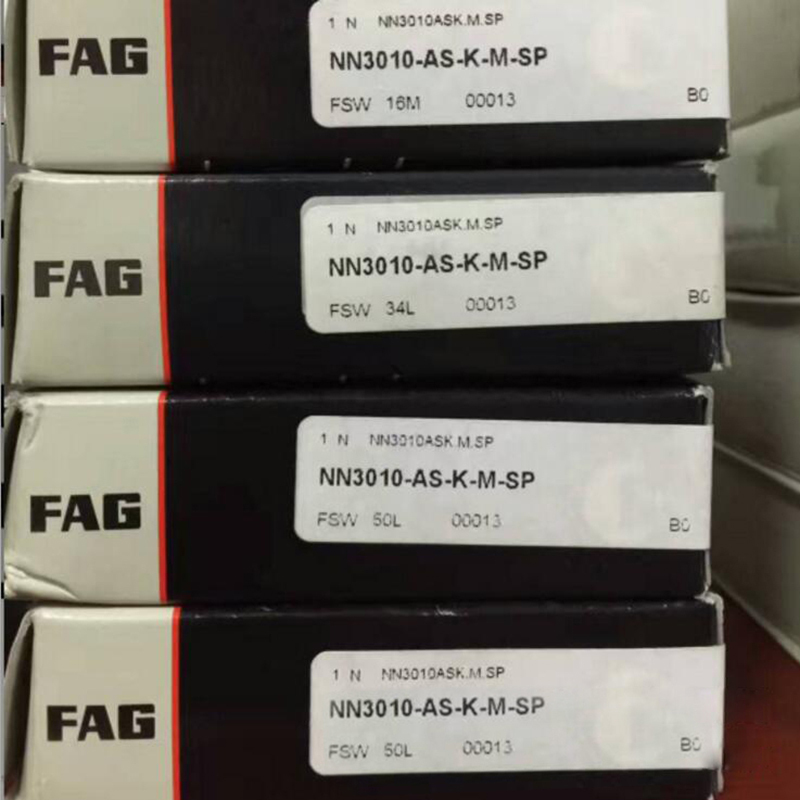 FAG
1 N NN3010ASK.M.SP
NN3010-AS-K-M-SP
FSW 16M 00013 B0
FAG
1 N NN3010ASK.M.SP
NN3010-AS-K-M-SP
FSW 34L 00013 B0
FAG
1 N NN3010ASK.M.SP
NN3010-AS-K-M-SP
FSW 50L 00013 B0
FAG
1 N NN3010ASK.M.SP
NN3010-AS-K-M-SP
FSW 50L 00013 B0